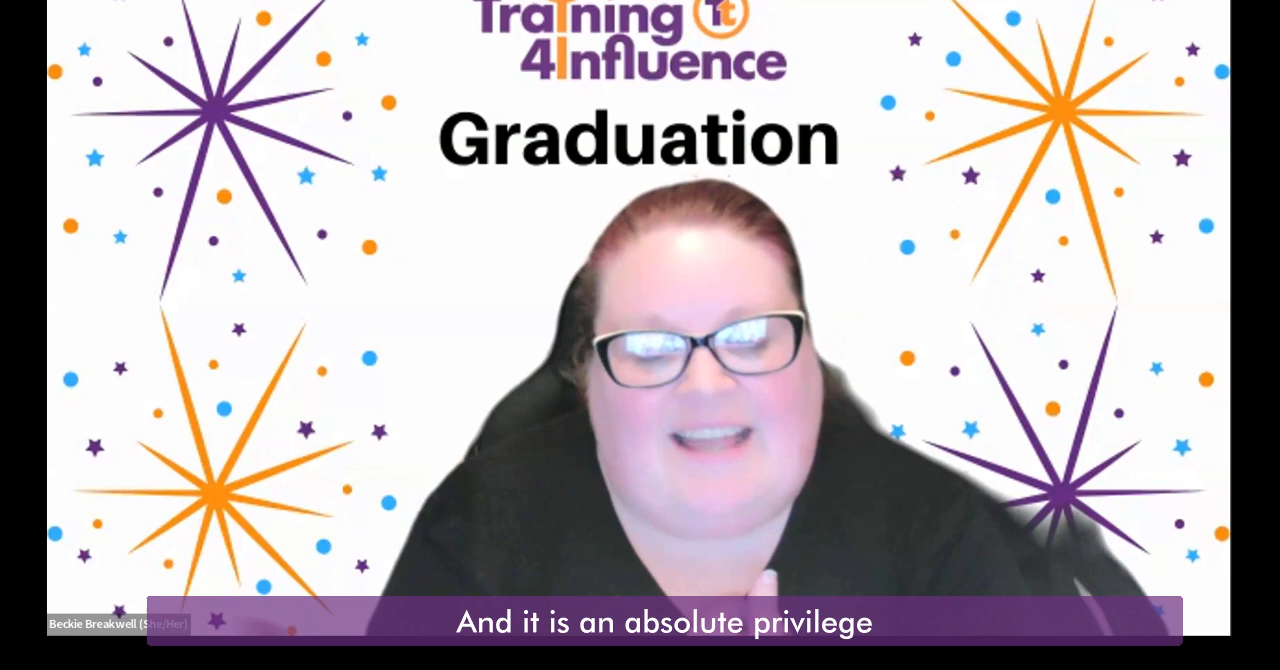 Training
4Influence
Graduation
And it is an absolute privilege
Beckie Breakwell (She/Her)